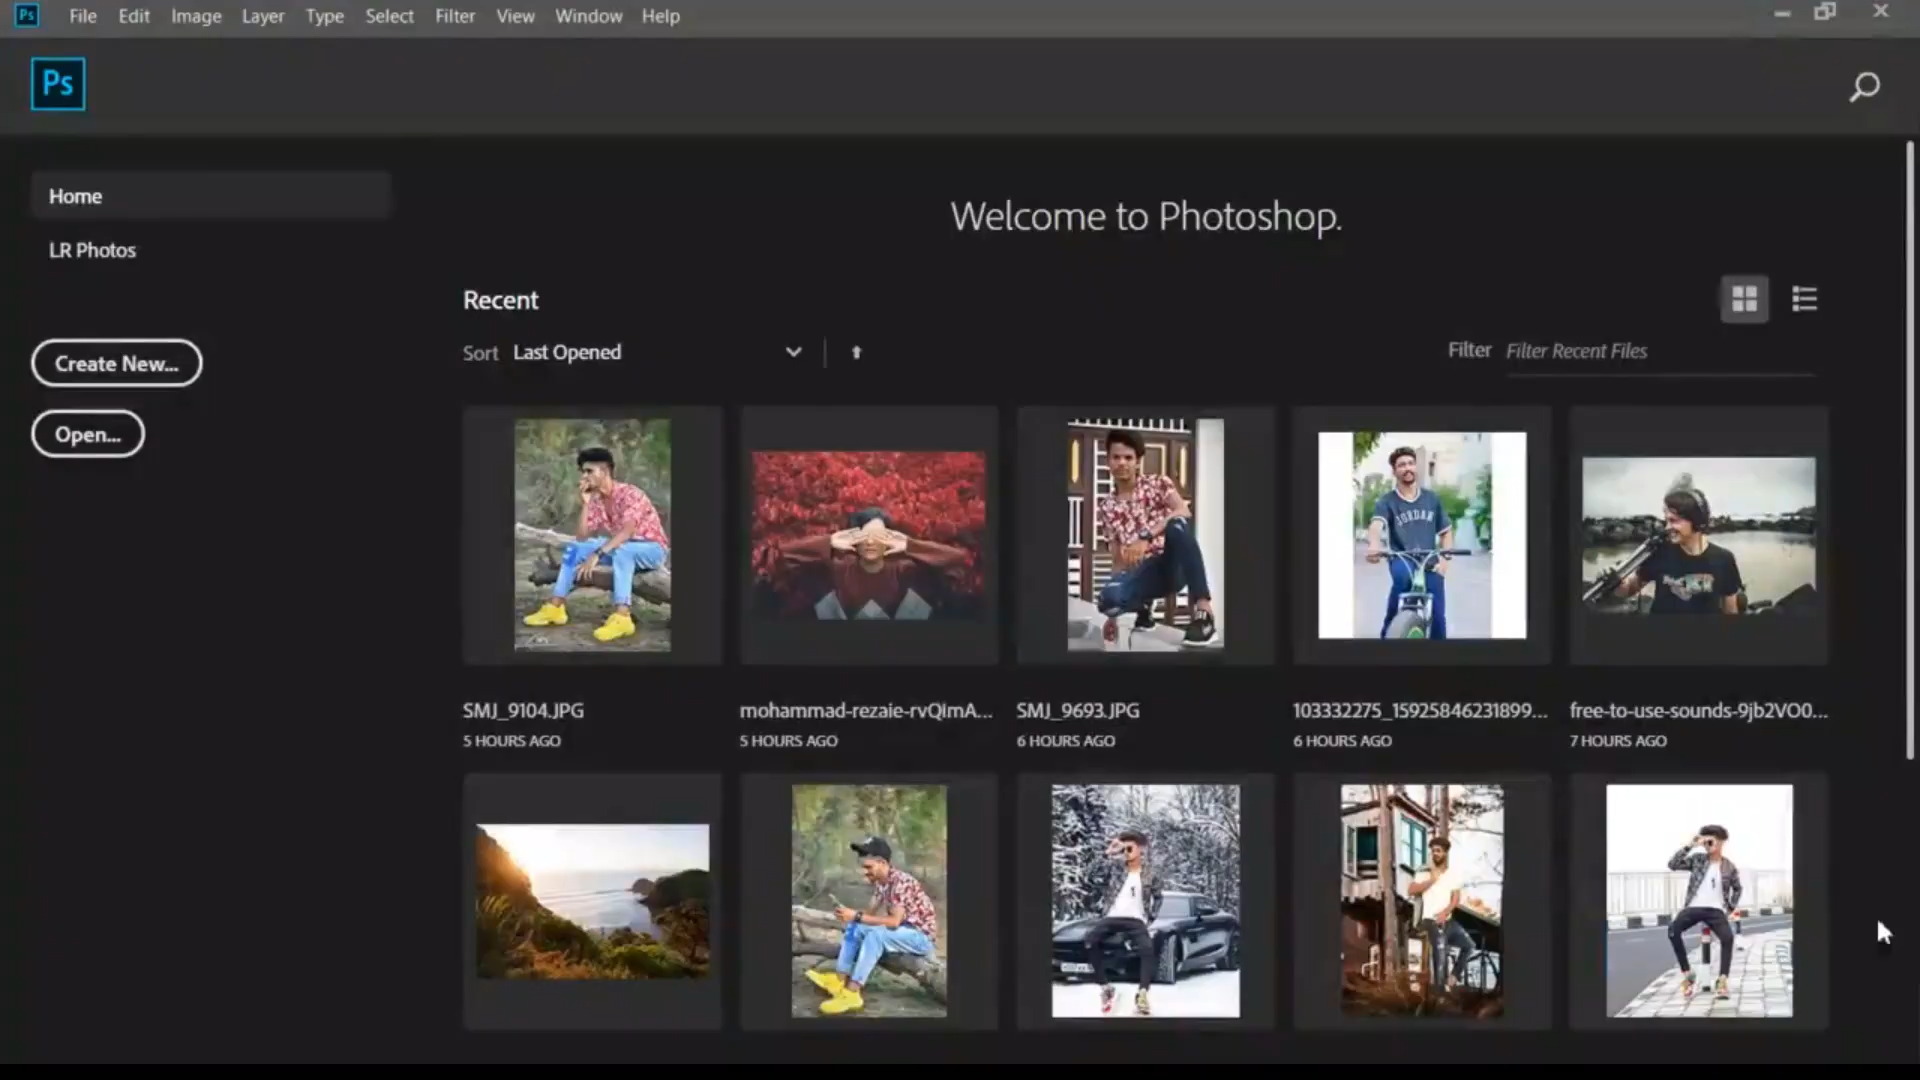 Ps File Edit Image Layer Type Select Filter View Window Help
Ps
Home
LR Photos
Create New...
Open...
Welcome to Photoshop.
Recent
Sort Last Opened
Filter Filter Recent Files
JORDAN
SMJ_9104.JPG
5 HOURS AGO
mohammad-rezaie-rvQImA...
5 HOURS AGO
SMJ_9693.JPG
6 HOURS AGO
103332275_15925846231899...
6 HOURS AGO
free-to-use-sounds-9jb2VO0...
7 HOURS AGO